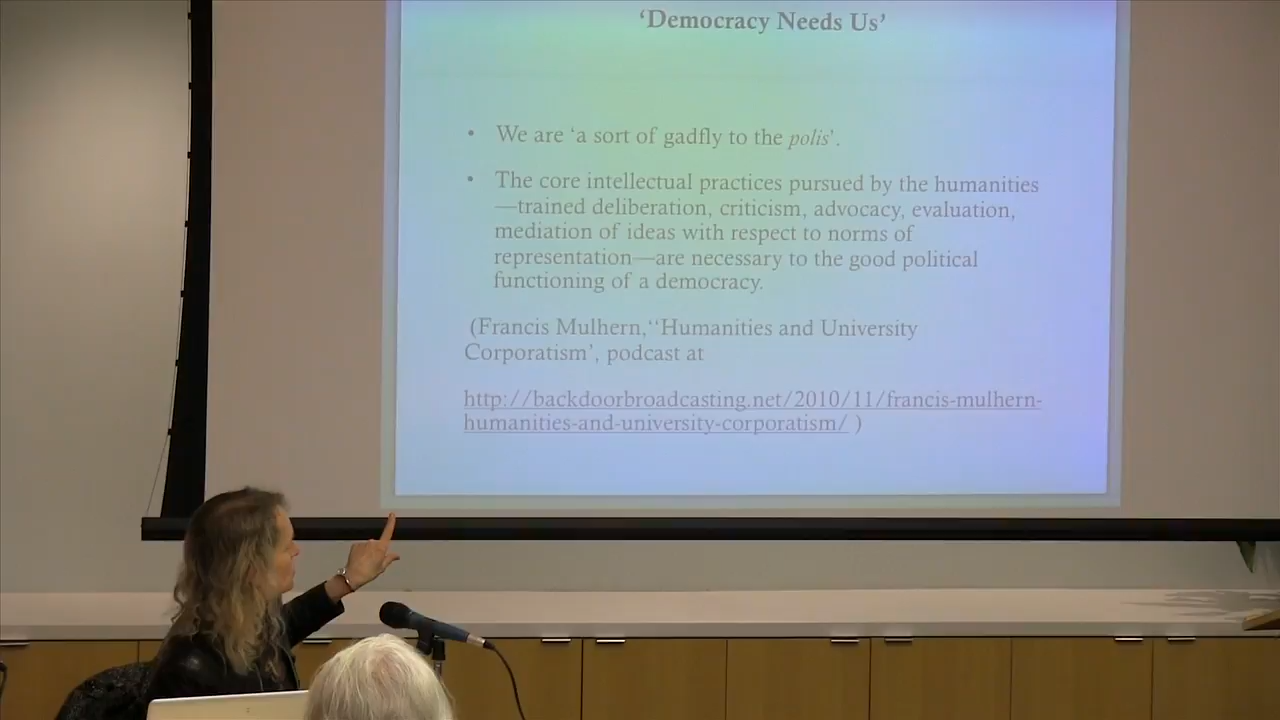 ‘Democracy Needs Us’
• We are ‘a sort of gadfly to the polis’.
• The core intellectual practices pursued by the humanities
—trained deliberation, criticism, advocacy, evaluation,
mediation of ideas with respect to norms of
representation—are necessary to the good political
functioning of a democracy.
(Francis Mulhern,‘‘Humanities and University
Corporatism’, podcast at
http://backdoorbroadcasting.net/2010/11/francis-mulhern-
humanities-and-university-corporatism/ )